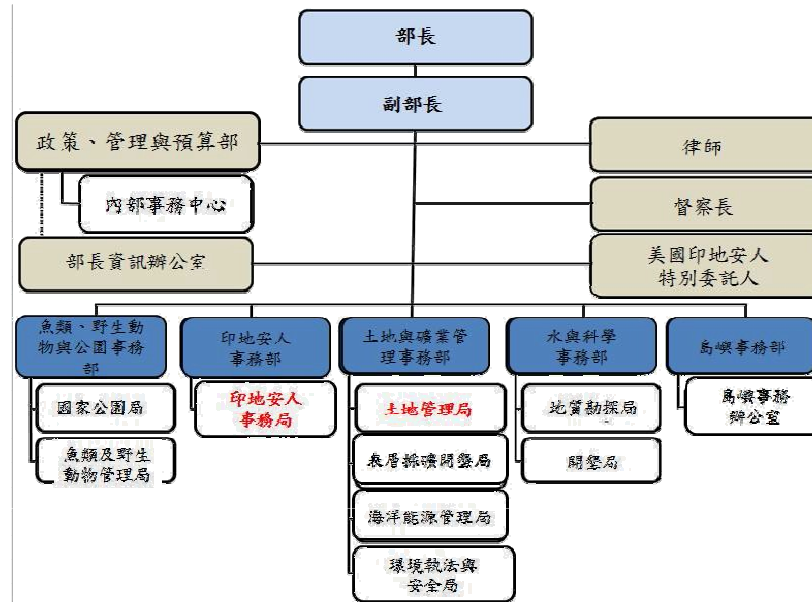 部長
副部長
政策、管理與預算部
律師
內部事務中心
督察長
部長資訊辦公室
美國印地安人
特別委託人
魚類、野生動
物與公園事務
部
印地安人
事務部
土地與礦業管
理事務部
水與科學
事務部
島嶼事務部
國家公園局
印地安人
事務局
土地管理局
地質勘探局
島嶼事務
辦公室
魚類及野生
動物管理局
表層採礦開墾局
開墾局
海洋能源管理局
環境執法與
安全局